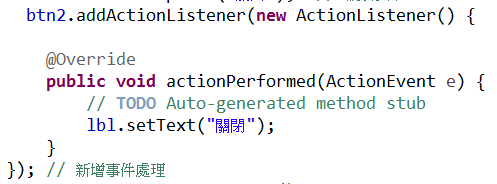 btn2.addActionListener(new ActionListener() {
@Override
public void actionPerformed(ActionEvent e) {
// TODO Auto-generated method stub
lbl.setText("關閉");
}
}); // 新增事件處理